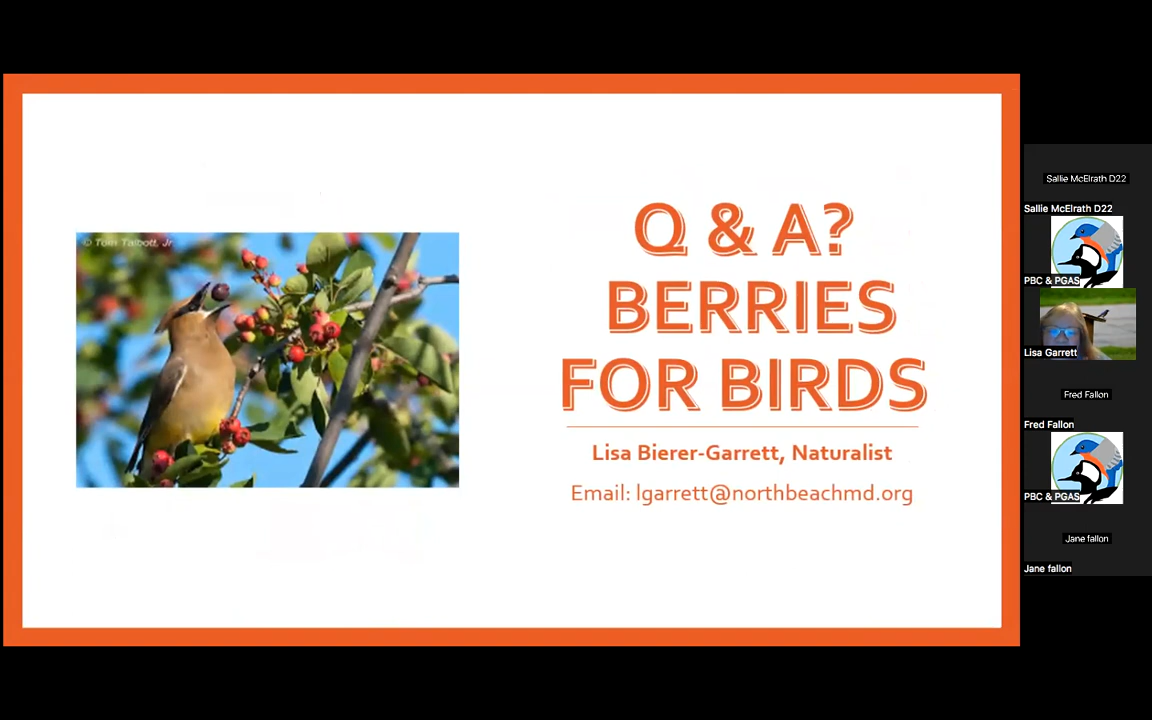 © Tom Talbott, Jr.
Q & A?
BERRIES
FOR BIRDS
Lisa Bierer-Garrett, Naturalist
Email: lgarrett@northbeachmd.org
Sallie McElrath D22
Sallie McElrath D22
PBC & PGAS
Lisa Garrett
Fred Fallon
Fred Fallon
PBC & PGAS
Jane fallon
Jane fallon